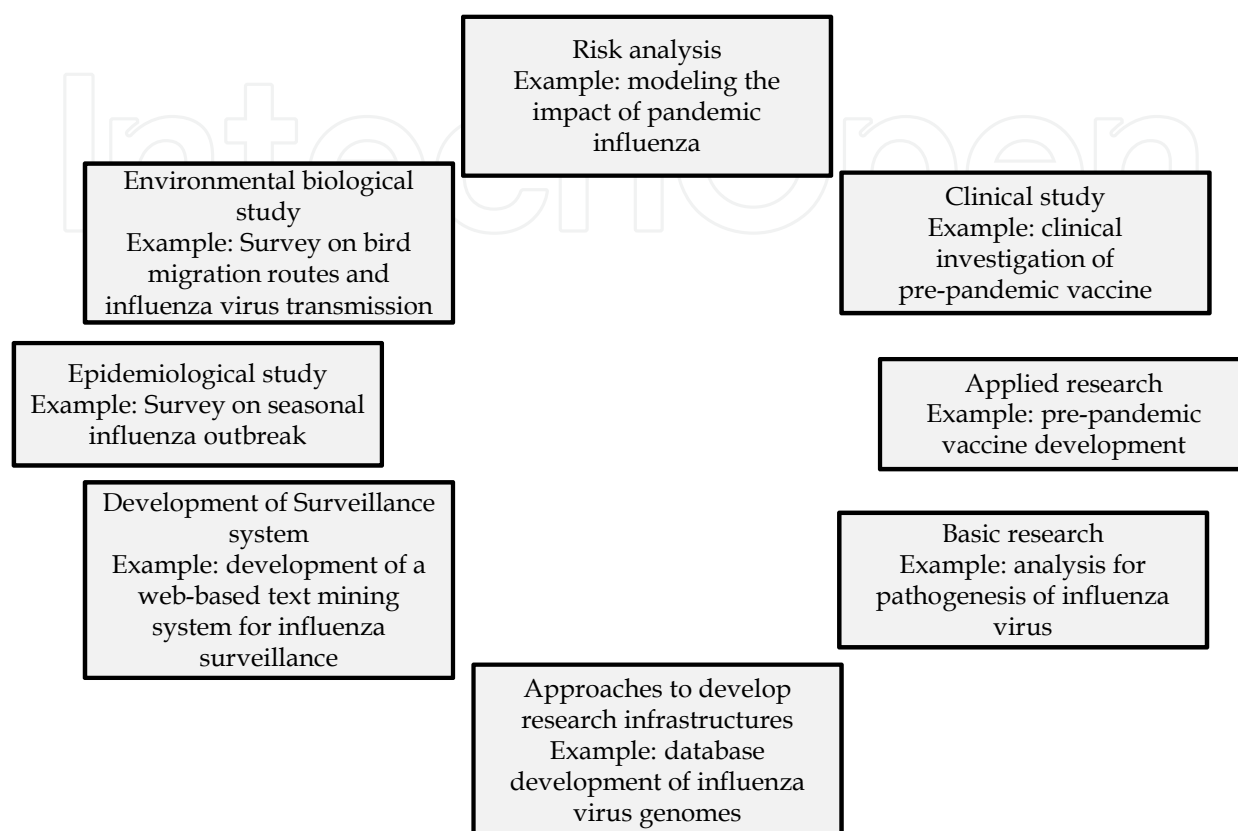 Risk analysis
Example: modeling the
impact of pandemic
influenza
Environmental biological
study
Example: Survey on bird
migration routes and
influenza virus transmission
Clinical study
Example: clinical
investigation of
pre-pandemic vaccine
Epidemiological study
Example: Survey on seasonal
influenza outbreak
Applied research
Example: pre-pandemic
vaccine development
Development of Surveillance
system
Example: development of a
web-based text mining
system for influenza
surveillance
Basic research
Example: analysis for
pathogenesis of influenza
virus
Approaches to develop
research infrastructures
Example: database
development of influenza
virus genomes
IntechOpen